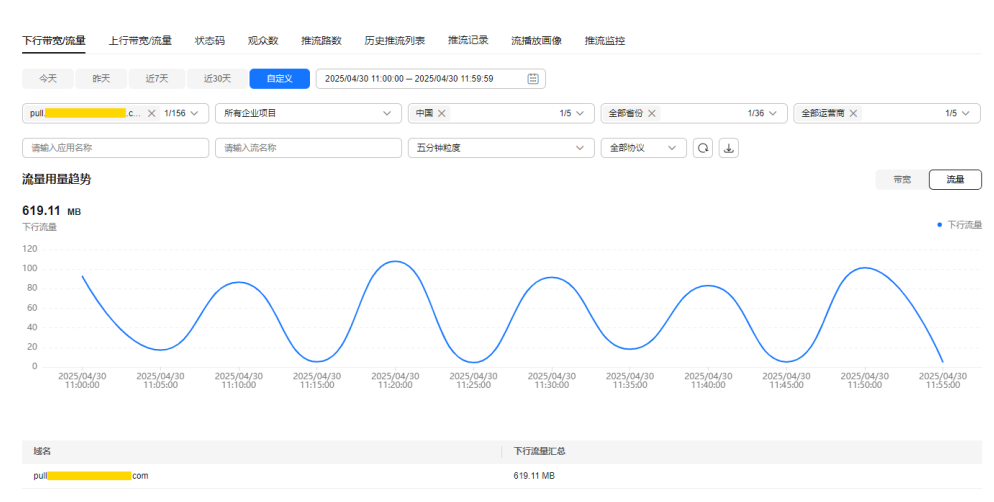 下行带宽/流量 上行带宽/流量 状态码 观众数 推流路数 历史推流列表 推流记录 流播放画像 推流监控
今天 昨天 近7天 近30天 自定义 2025/04/30 11:00:00 — 2025/04/30 11:59:59
pull. .c... × 1/156 所有企业项目 中国 × 1/5 全部省份 × 1/36 全部运营商 × 1/5
请输入应用名称 请输入流名称 五分钟粒度 全部协议
流量用量趋势 带宽 流量
619.11 MB
下行流量 下行流量
120
100
80
60
40
20
0
2025/04/30 2025/04/30 2025/04/30 2025/04/30 2025/04/30 2025/04/30 2025/04/30 2025/04/30 2025/04/30 2025/04/30 2025/04/30 2025/04/30
11:00:00 11:05:00 11:10:00 11:15:00 11:20:00 11:25:00 11:30:00 11:35:00 11:40:00 11:45:00 11:50:00 11:55:00
域名 下行流量汇总
pull com 619.11 MB